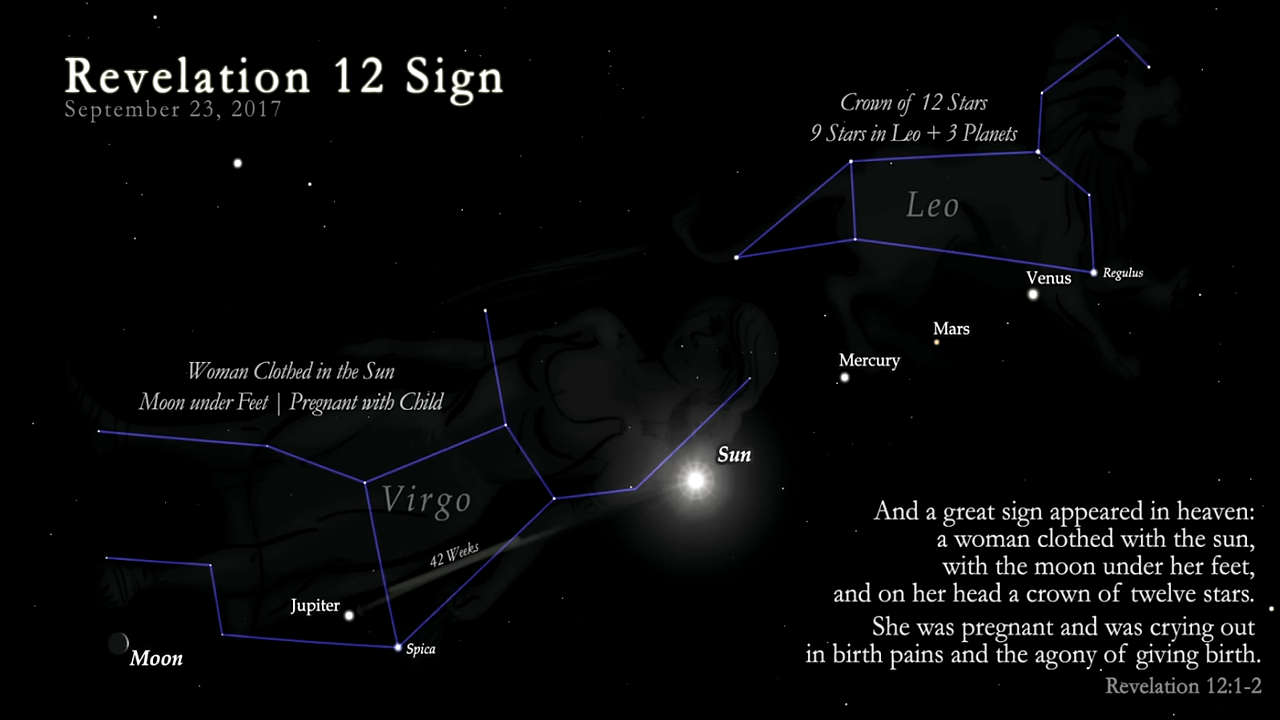 Revelation 12 Sign
September 23, 2017
Crown of 12 Stars
9 Stars in Leo + 3 Planets
Leo
Regulus
Venus
Mars
Mercury
Woman Clothed in the Sun
Moon under Feet | Pregnant with Child
Sun
Virgo
42 Weeks
Jupiter
Spica
Moon
And a great sign appeared in heaven:
a woman clothed with the sun,
with the moon under her feet,
and on her head a crown of twelve stars.
She was pregnant and was crying out
in birth pains and the agony of giving birth.
Revelation 12:1-2